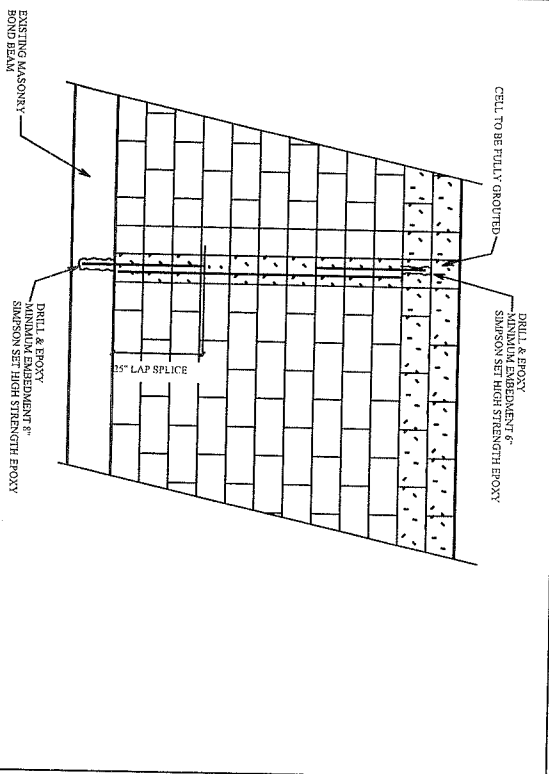 CELL TO BE FULLY GROUTED
DRILL & EPOXY
MINIMUM EMBEDMENT 6"
SIMPSON SET HIGH STRENGTH EPOXY
25" LAP SPLICE
EXISTING MASONRY
BOND BEAM
DRILL & EPOXY
MINIMUM EMBEDMENT 8"
SIMPSON SET HIGH STRENGTH EPOXY